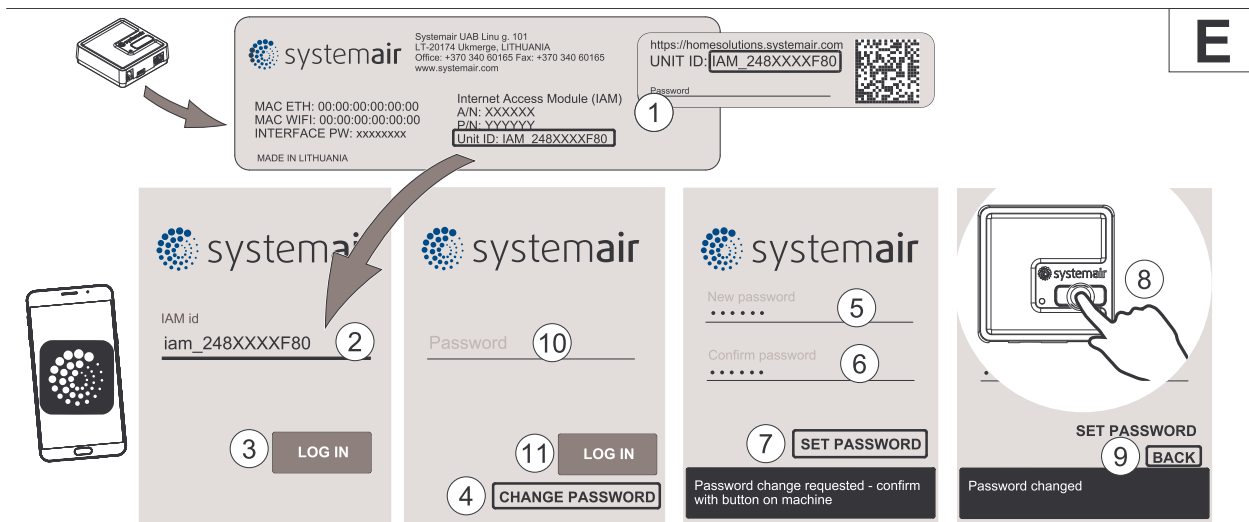 E
systemair
Systemair UAB Linu g. 101
LT-20174 Ukmerge, LITHUANIA
Office: +370 340 60165 Fax: +370 340 60165
www.systemair.com
MAC ETH: 00:00:00:00:00:00
MAC WIFI: 00:00:00:00:00:00
INTERFACE PW: xxxxxxxx
MADE IN LITHUANIA
Internet Access Module (IAM)
A/N: XXXXXX
P/N: YYYYYY
Unit ID: IAM_248XXXXF80
https://homesolutions.systemair.com
UNIT ID: IAM_248XXXXF80
Password
1
systemair
IAM id
iam_248XXXXF80
2
3
LOG IN
systemair
Password
10
11
LOG IN
4
CHANGE PASSWORD
systemair
New password
••••••
5
Confirm password
••••••
6
7
SET PASSWORD
Password change requested - confirm
with button on machine
systemair
8
SET PASSWORD
9
BACK
Password changed